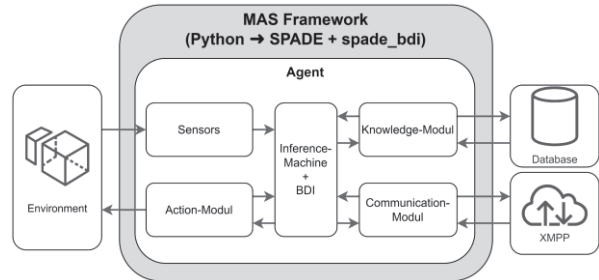 MAS Framework
(Python → SPADE + spade_bdi)
Agent
Environment
Sensors
Action-Modul
Inference-
Machine
+
BDI
Knowledge-Modul
Communication-
Modul
Database
XMPP